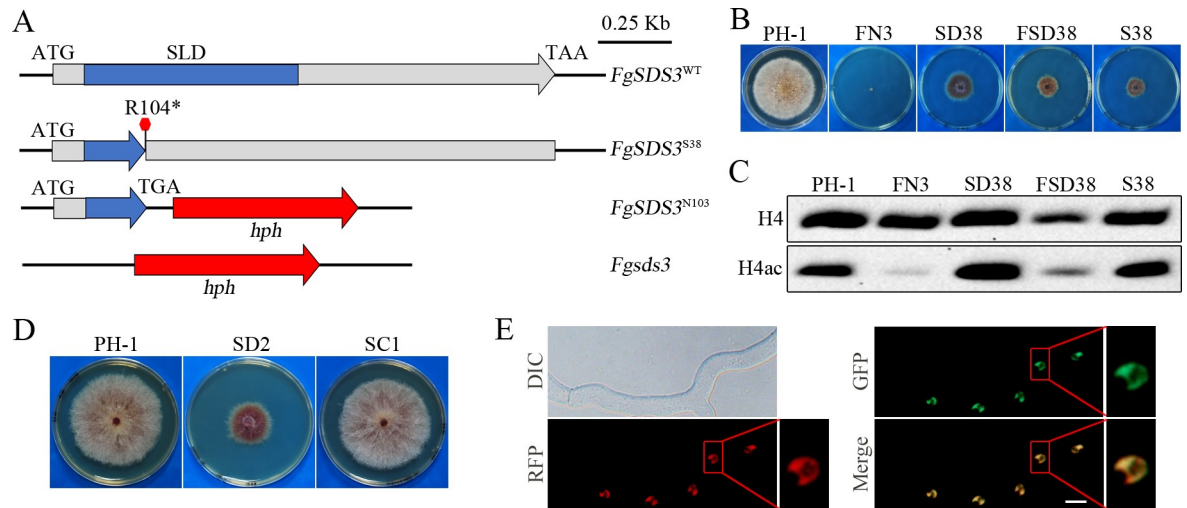 A
0.25 Kb
ATG SLD TAA
FgSDS3WT
R104*
ATG
FgSDS3S38
ATG TGA
FgSDS3N103
hph
Fgsds3
hph
B
PH-1 FN3 SD38 FSD38 S38
C
PH-1 FN3 SD38 FSD38 S38
H4
H4ac
D
PH-1 SD2 SC1
E
DIC
GFP
RFP
Merge